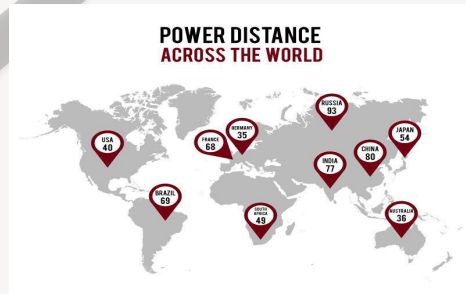 POWER DISTANCE
ACROSS THE WORLD
RUSSIA
93
USA
40
FRANCE
68
GERMANY
35
JAPAN
54
CHINA
80
INDIA
77
BRAZIL
69
SOUTH
AFRICA
49
AUSTRALIA
36